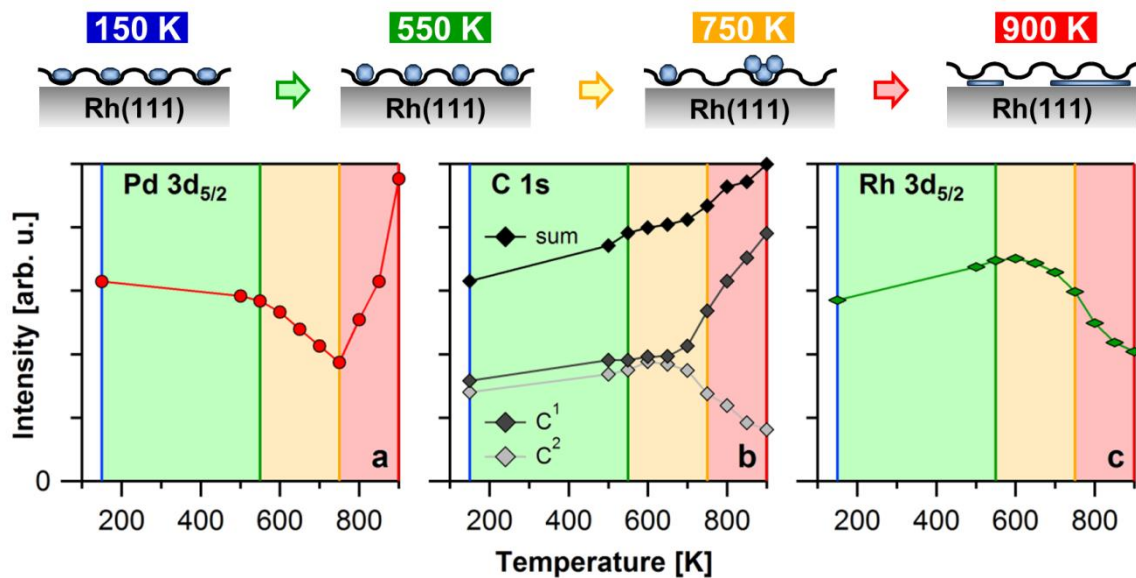 150 K
550 K
750 K
900 K
Rh(111)
Rh(111)
Rh(111)
Rh(111)
Intensity [arb. u.]
0
Pd 3d5/2
a
200 400 600 800
C 1s
sum
C1
C2
b
200 400 600 800
Rh 3d5/2
c
200 400 600 800
Temperature [K]